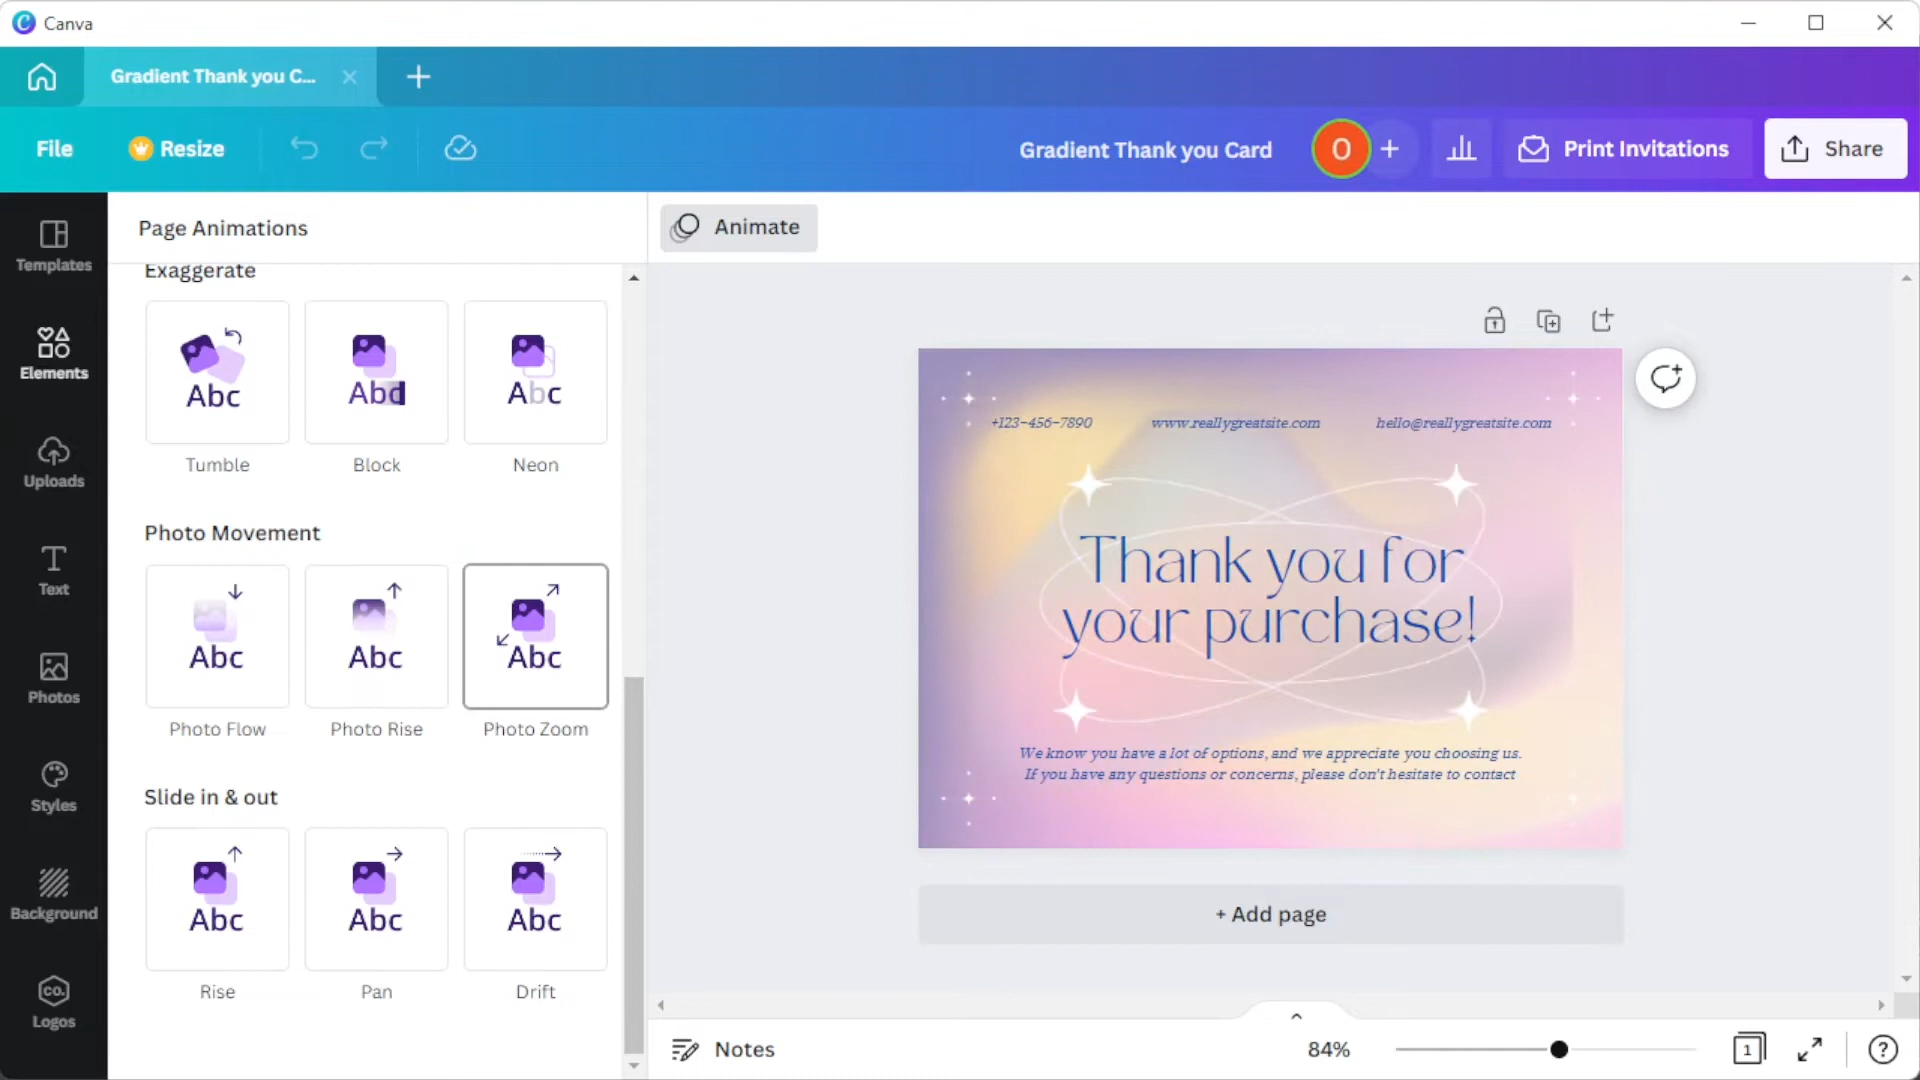 Canva
Gradient Thank you C...
File
Resize
Gradient Thank you Card
O
Print Invitations
Share
Templates
Elements
Uploads
Text
Photos
Styles
Background
co.
Logos
Page Animations
Animate
Exaggerate
Abc
Abc
Abc
Tumble
Block
Neon
Photo Movement
Abc
Abc
Abc
Photo Flow
Photo Rise
Photo Zoom
Slide in & out
Abc
Abc
Abc
Rise
Pan
Drift
+123-456-7890
www.reallygreatsite.com
hello@reallygreatsite.com
Thank you for
your purchase!
We know you have a lot of options, and we appreciate you choosing us.
If you have any questions or concerns, please don't hesitate to contact
+ Add page
Notes
84%
1
?